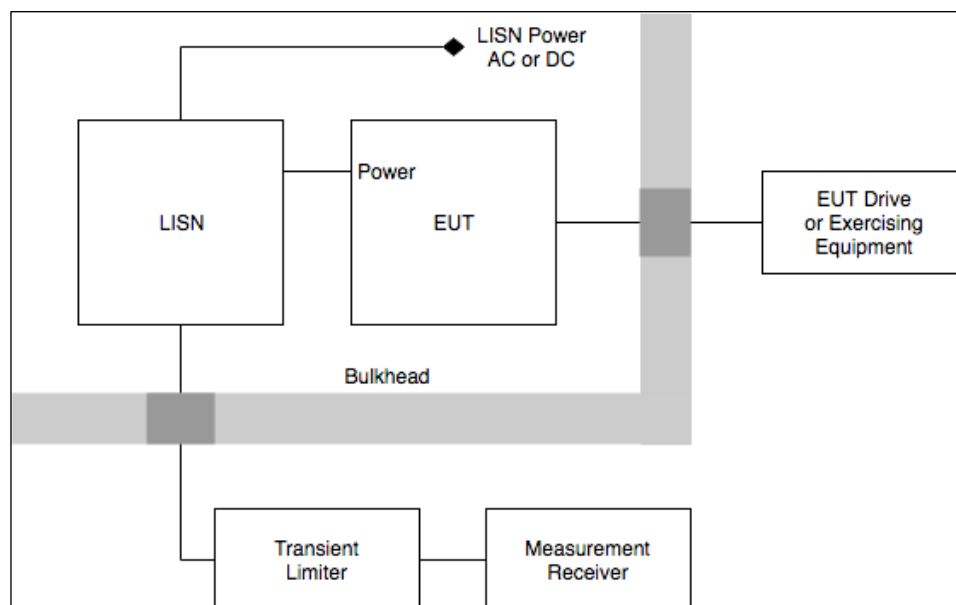 LISN Power
AC or DC
LISN
Power
EUT
EUT Drive
or Exercising
Equipment
Bulkhead
Transient
Limiter
Measurement
Receiver